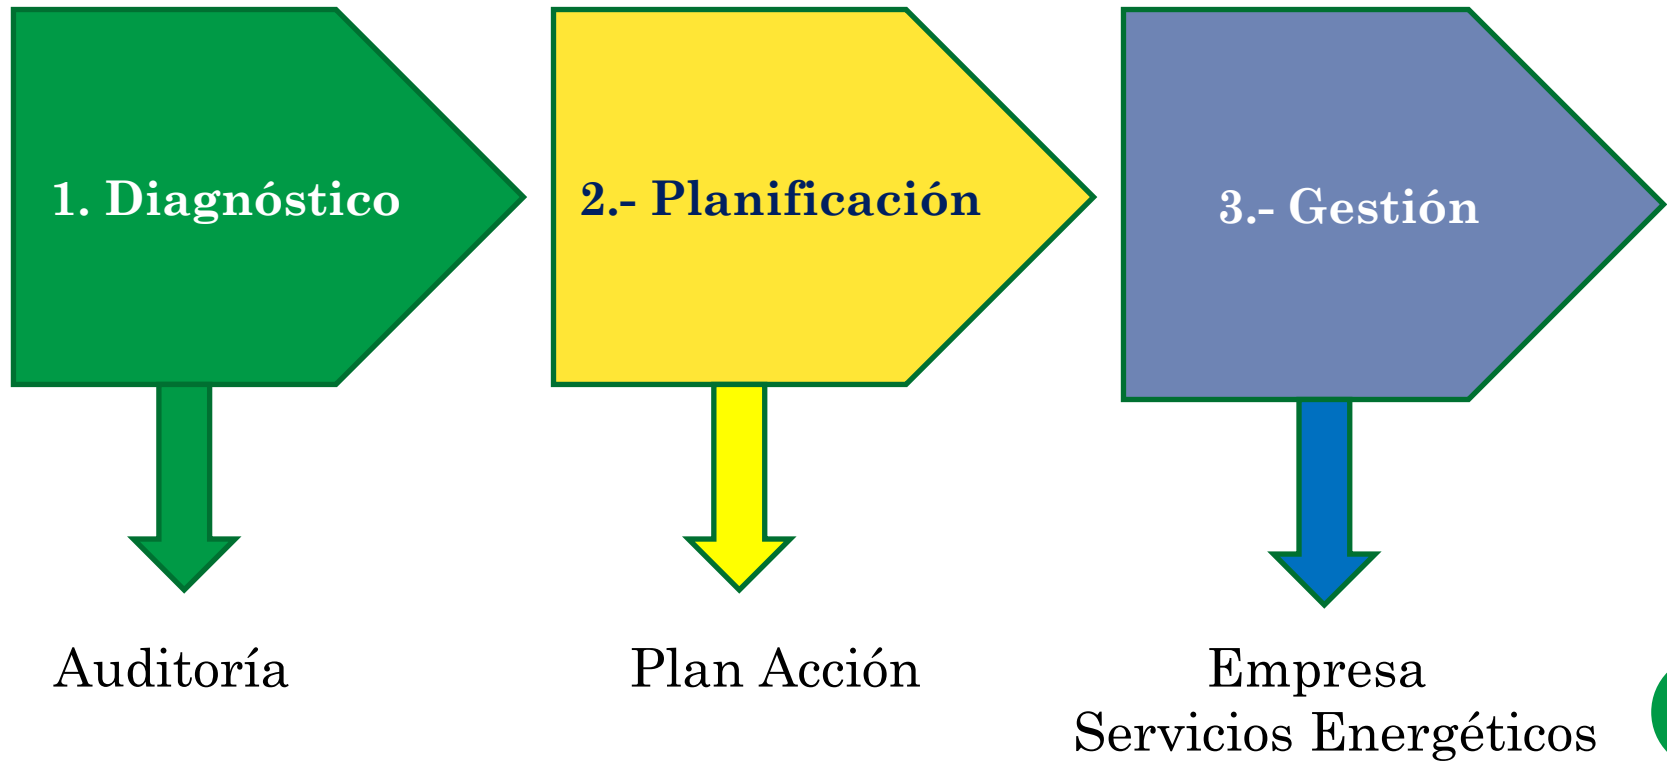 1. Diagnóstico
2.- Planificación
3.- Gestión
Auditoría
Plan Acción
Empresa
Servicios Energéticos